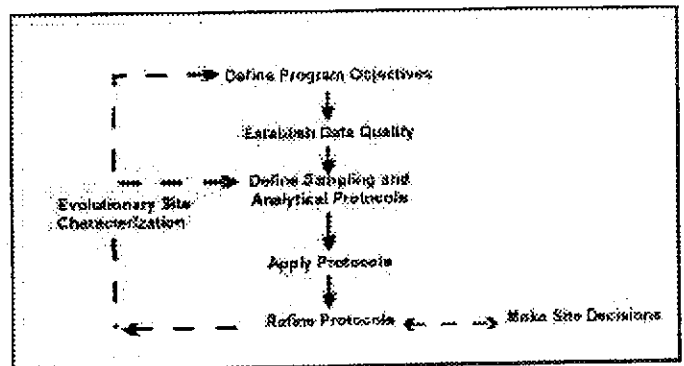 Define Program Objectives
Establish Data Quality
Define Sampling and
Analytical Protocols
Evolutionary Site
Characterization
Apply Protocols
Refine Protocols
Make Site Decisions